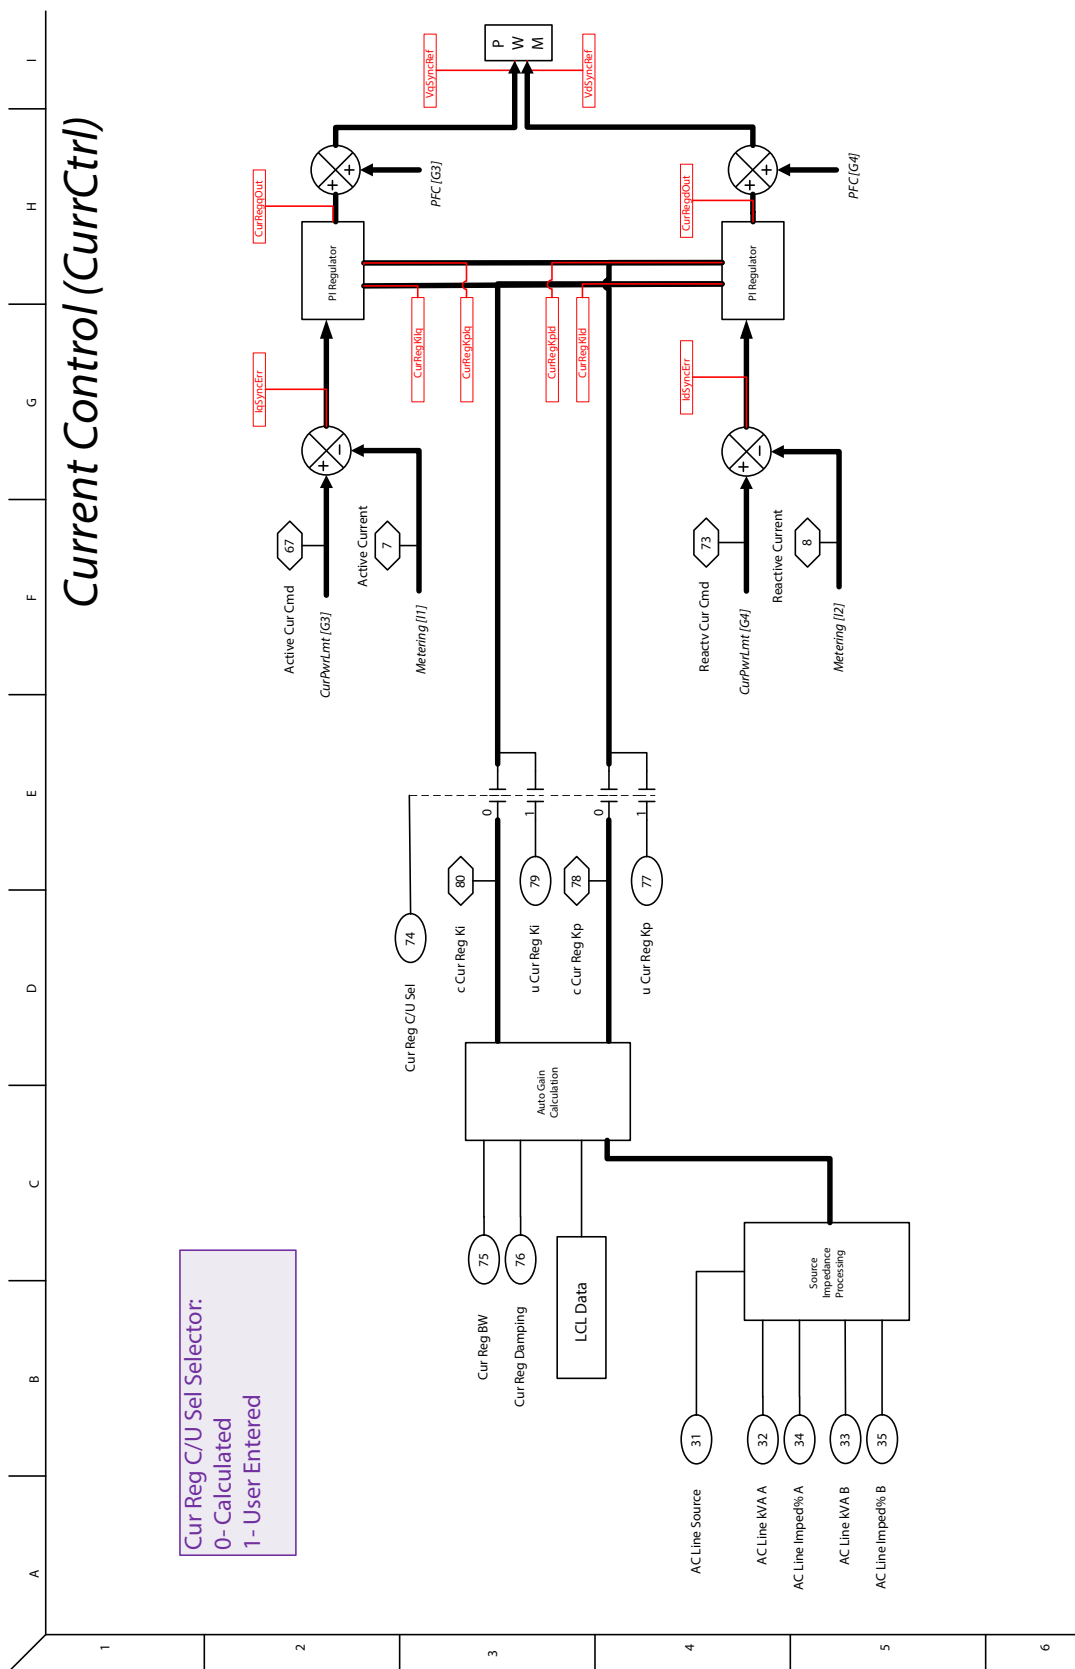 Current Control (CurrCtrl)
A
B
C
D
E
F
G
H
I
1
2
3
4
5
6
Cur Reg C/U Sel Selector:
0- Calculated
1- User Entered
Active Cur Cmd
67
CurPwrLmt [G3]
Active Current
7
Metering [I1]
+
−
IqSyncErr
PI Regulator
CurRegqOut
+
+
PFC [G3]
VqSyncRef
P
W
M
VdSyncRef
CurRegKiIq
CurRegKpIq
CurRegKpId
CurRegKiId
Cur Reg C/U Sel
74
c Cur Reg Ki
80
0
u Cur Reg Ki
79
1
c Cur Reg Kp
78
0
u Cur Reg Kp
77
1
Auto Gain
Calculation
Cur Reg BW
75
Cur Reg Damping
76
LCL Data
Reactv Cur Cmd
73
CurPwrLmt [G4]
Reactive Current
8
Metering [I2]
+
−
IdSyncErr
PI Regulator
CurRegdOut
+
+
PFC [G4]
Source
Impedance
Processing
AC Line Source
31
AC Line kVA A
32
AC Line Imped% A
34
AC Line kVA B
33
AC Line Imped% B
35